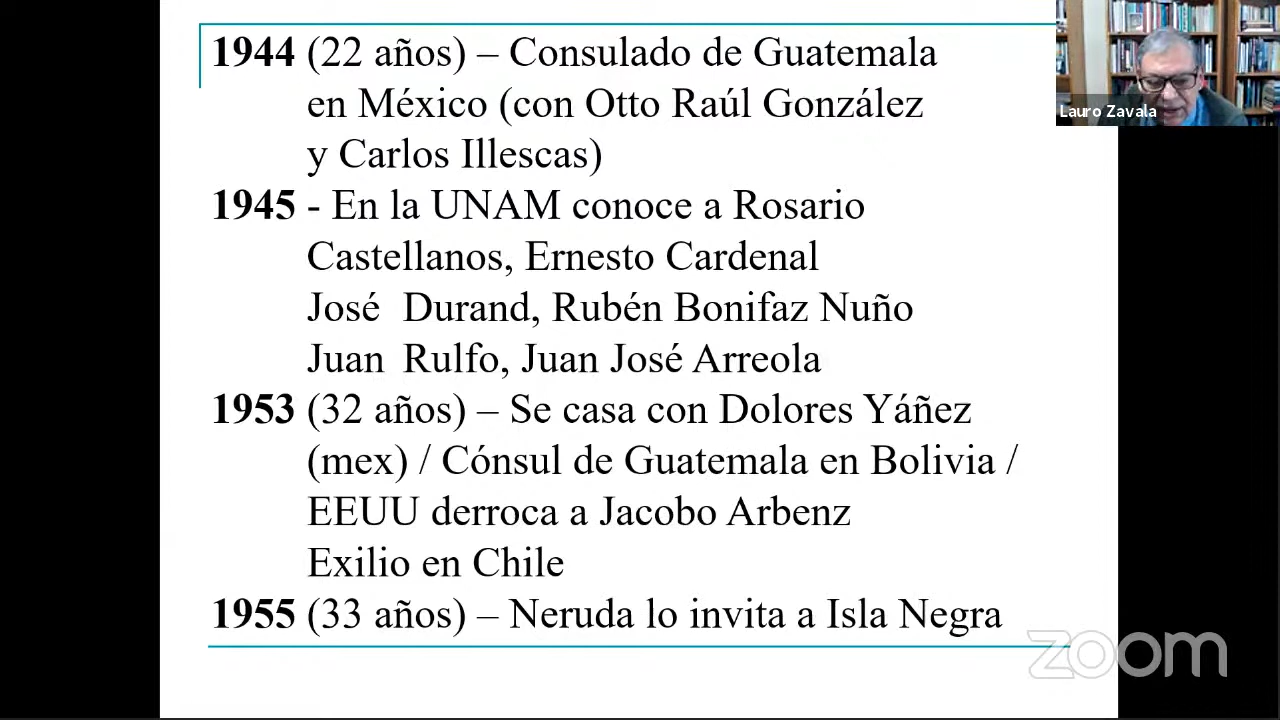 1944 (22 años) – Consulado de Guatemala
en México (con Otto Raúl González
y Carlos Illescas)
1945 - En la UNAM conoce a Rosario
Castellanos, Ernesto Cardenal
José Durand, Rubén Bonifaz Nuño
Juan Rulfo, Juan José Arreola
1953 (32 años) – Se casa con Dolores Yáñez
(mex) / Cónsul de Guatemala en Bolivia /
EEUU derroca a Jacobo Arbenz
Exilio en Chile
1955 (33 años) – Neruda lo invita a Isla Negra
Lauro Zavala
zoom